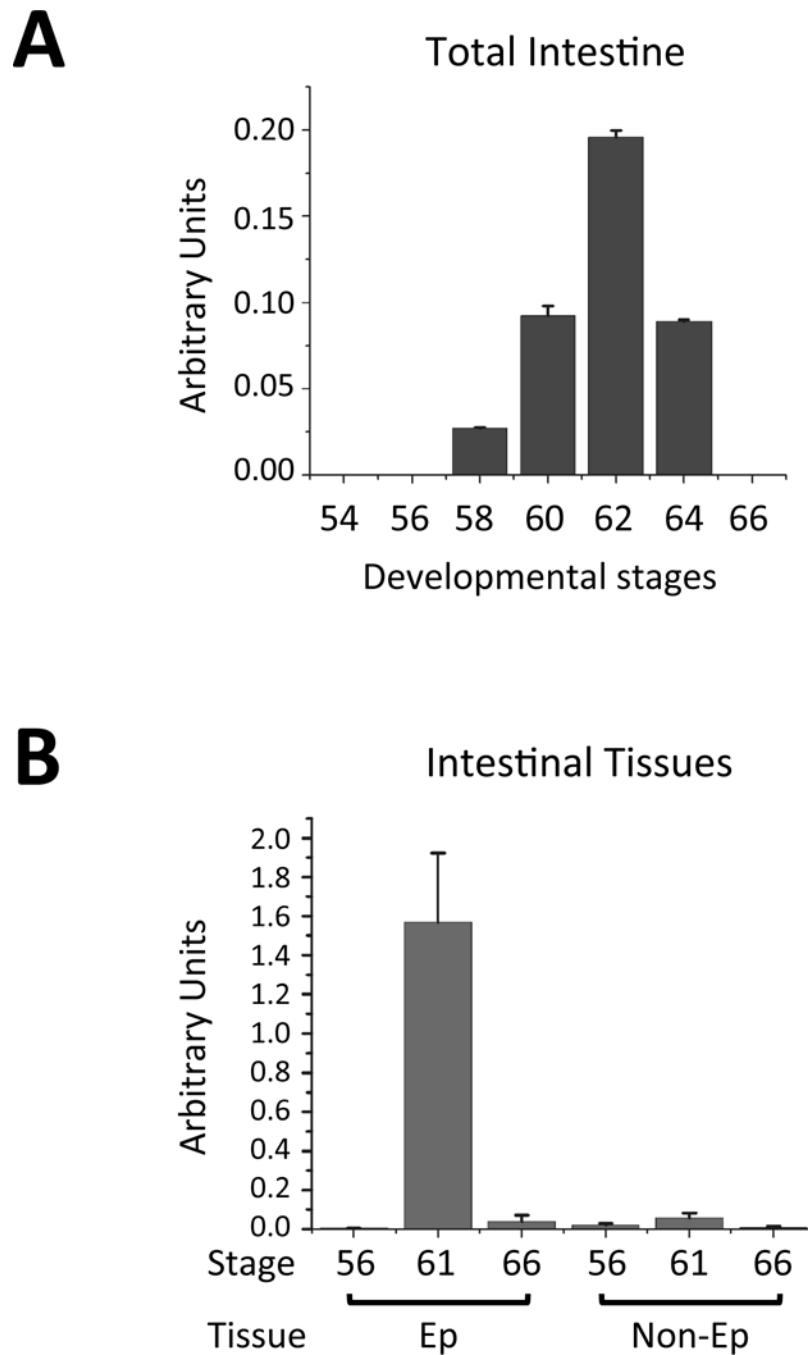 A
Total Intestine
Arbitrary Units
0.20
0.15
0.10
0.05
0.00
54 56 58 60 62 64 66
Developmental stages
B
Intestinal Tissues
Arbitrary Units
2.0
1.8
1.6
1.4
1.2
1.0
0.8
0.6
0.4
0.2
0.0
Stage 56 61 66 56 61 66
Tissue Ep Non-Ep